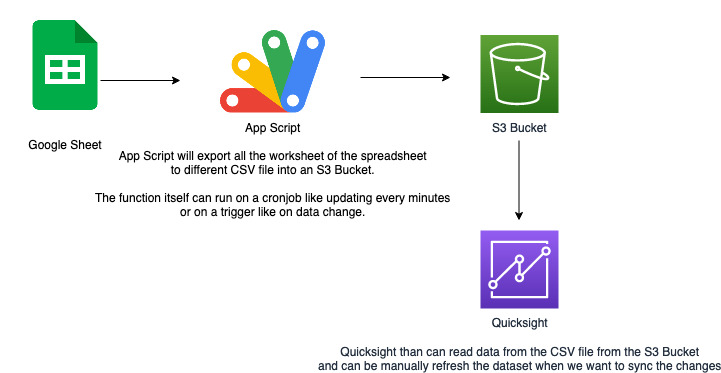 Google Sheet
App Script
App Script will export all the worksheet of the spreadsheet
to different CSV file into an S3 Bucket.
The function itself can run on a cronjob like updating every minutes
or on a trigger like on data change.
S3 Bucket
Quicksight
Quicksight than can read data from the CSV file from the S3 Bucket
and can be manually refresh the dataset when we want to sync the changes